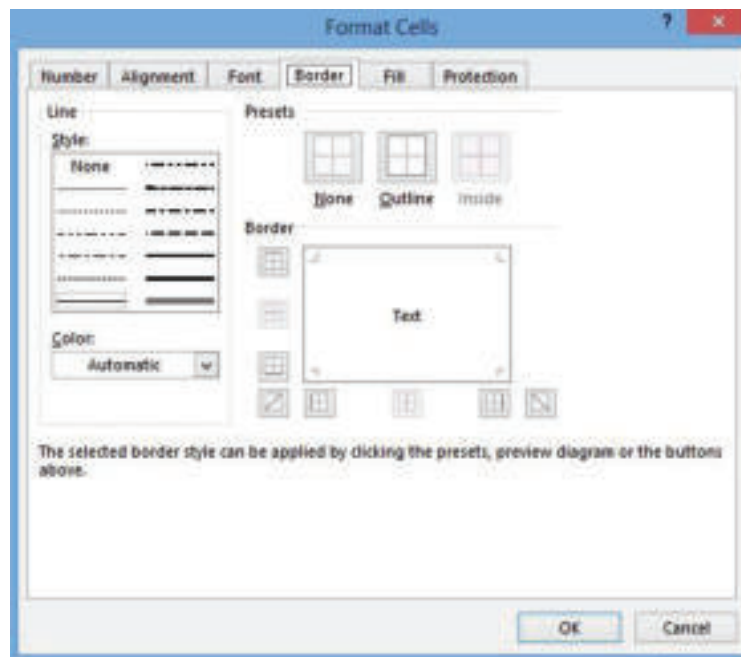 Format Cells
?
Number Alignment Font Border Fill Protection
Line
Presets
Style:
None
None Outline Inside
Border
Text
Color:
Automatic
The selected border style can be applied by clicking the presets, preview diagram or the buttons
above.
OK Cancel